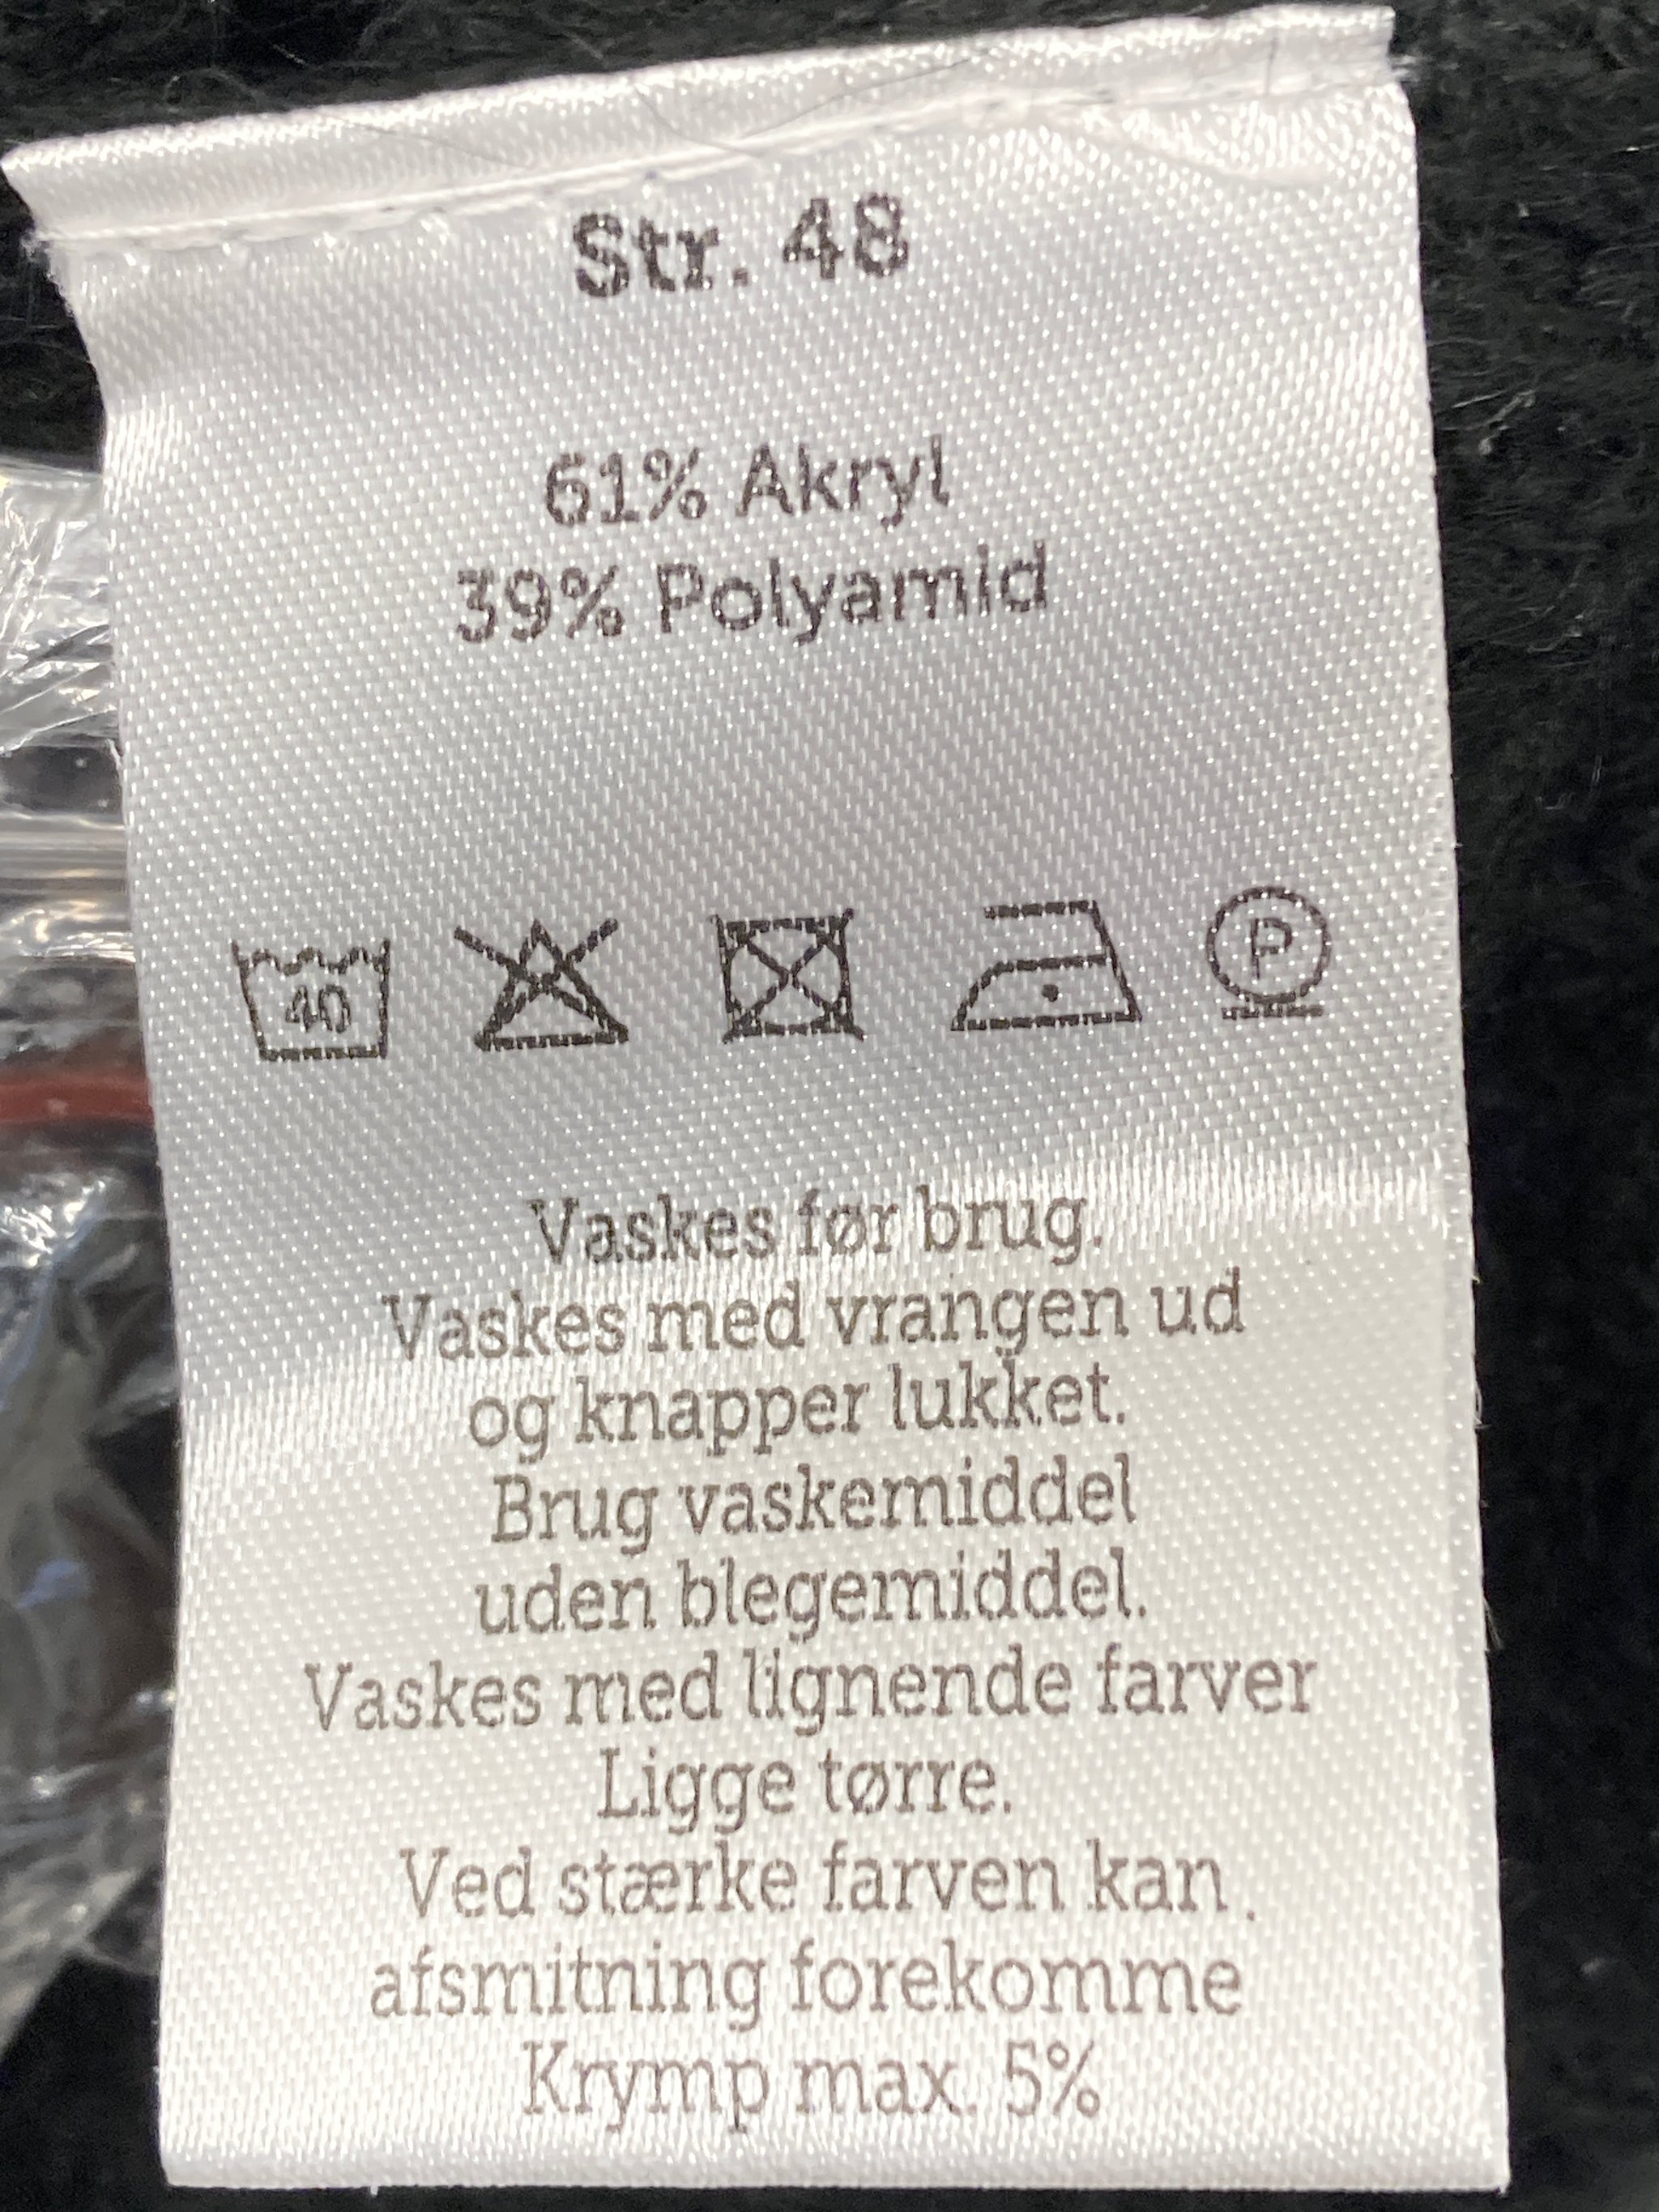 Str. 48
61% Akryl
39% Polyamid
40 P
Vaskes før brug.
Vaskes med vrangen ud
og knapper lukket.
Brug vaskemiddel
uden blegemiddel.
Vaskes med lignende farver
Ligge tørre.
Ved stærke farven kan.
afsmitning forekomme
Krymp max. 5%